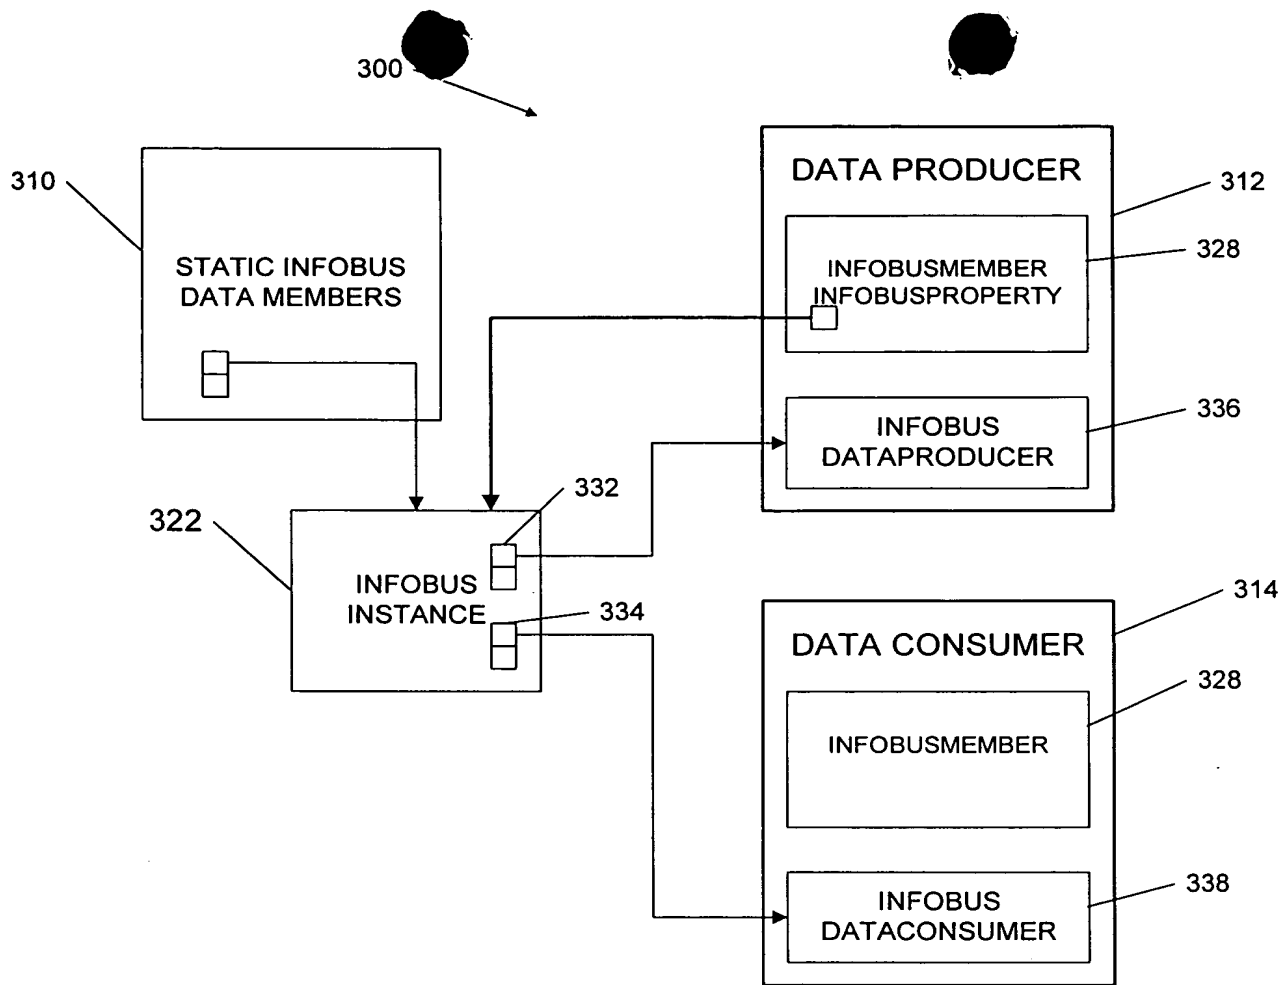 300
310
STATIC INFOBUS
DATA MEMBERS
DATA PRODUCER
312
INFOBUSMEMBER
INFOBUSPROPERTY
328
INFOBUS
DATAPRODUCER
336
322
INFOBUS
INSTANCE
332
334
DATA CONSUMER
314
INFOBUSMEMBER
328
INFOBUS
DATACONSUMER
338